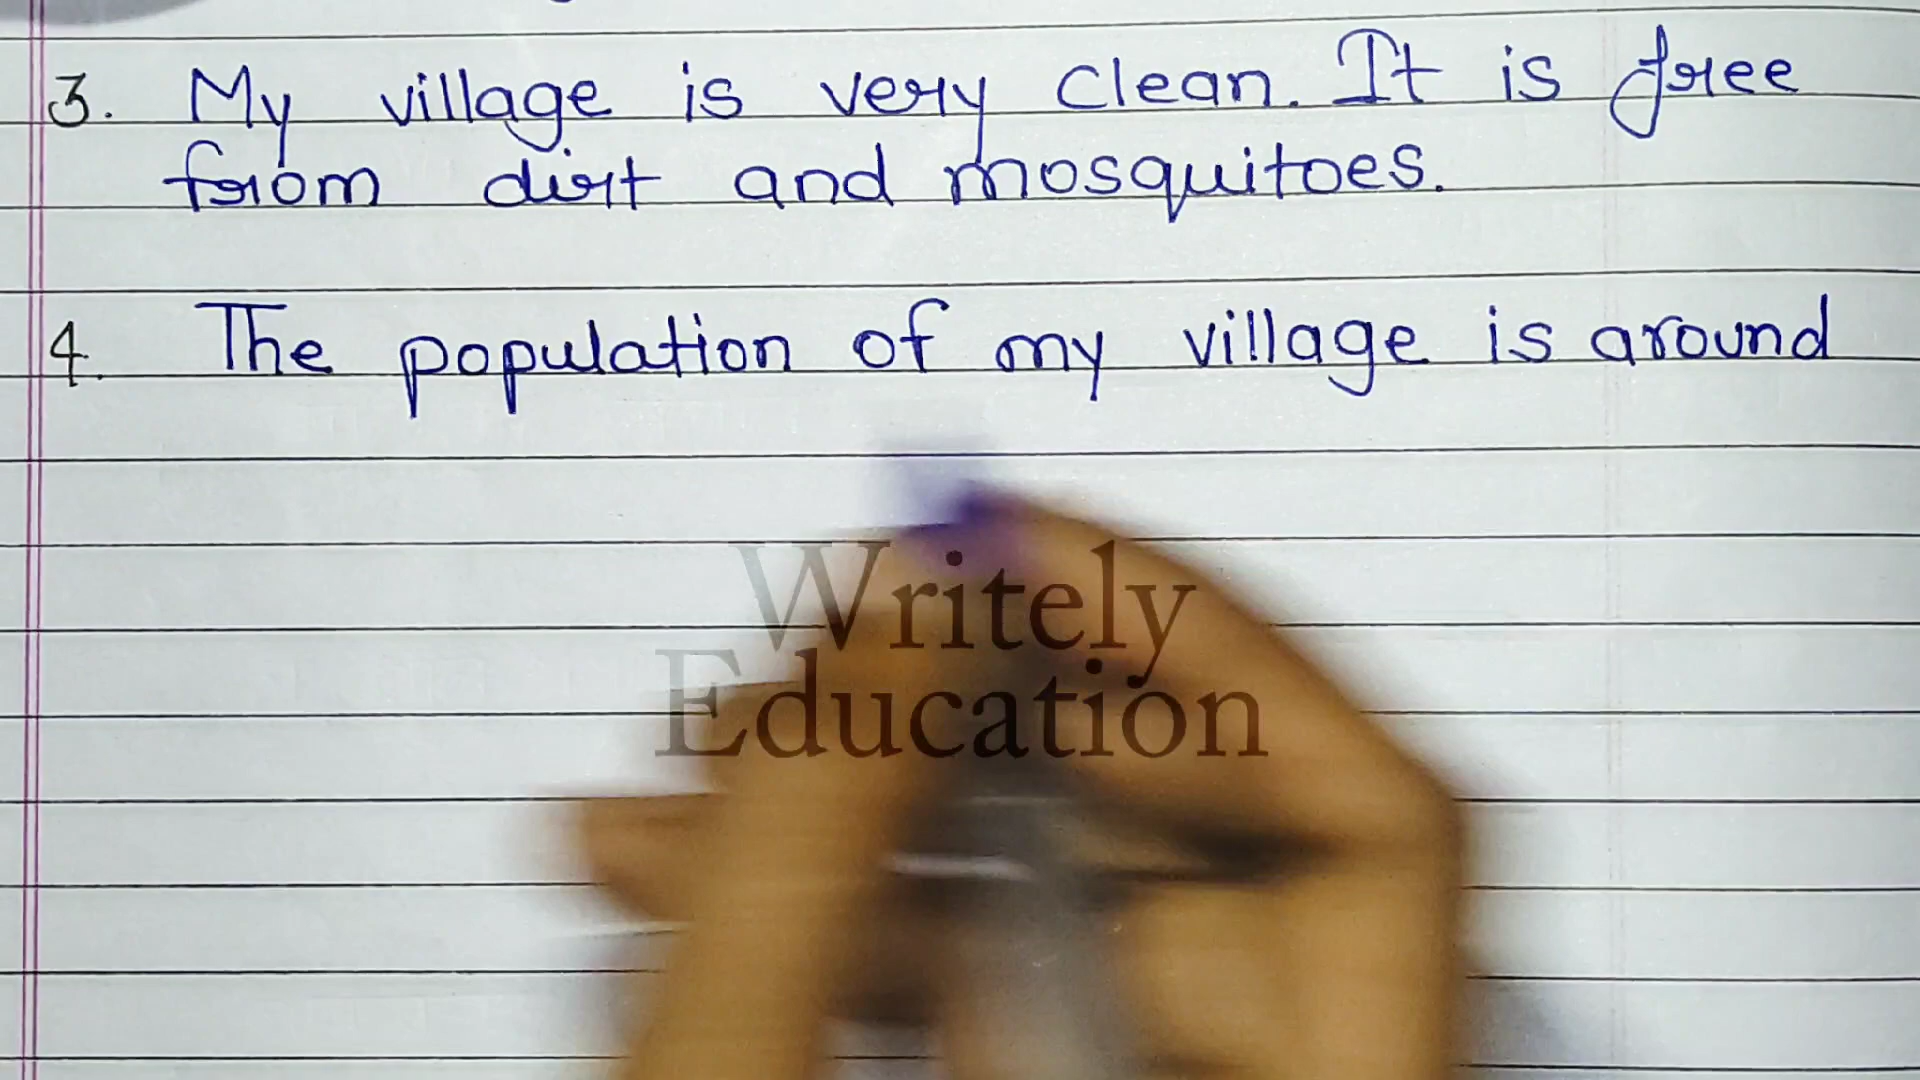 3. My village is very clean. It is free
from dirt and mosquitoes.
4. The population of my village is around
Writely
Education